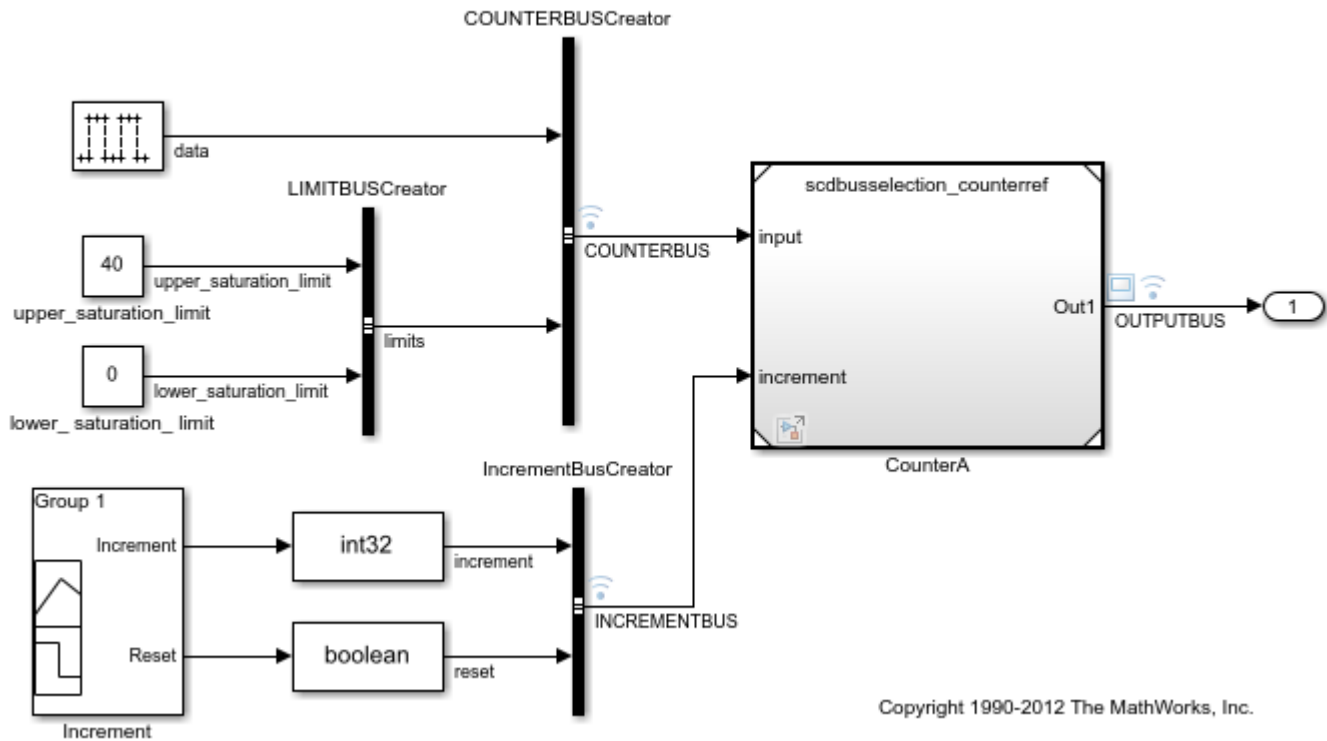 COUNTERBUSCreator
data
LIMITBUSCreator
40
upper_saturation_limit
upper_saturation_limit
0
lower_saturation_limit
lower_ saturation_ limit
limits
COUNTERBUS
scdbusselection_counterref
input
increment
Out1
OUTPUTBUS
1
CounterA
IncrementBusCreator
Group 1
Increment
Reset
Increment
int32
increment
boolean
reset
INCREMENTBUS
Copyright 1990-2012 The MathWorks, Inc.